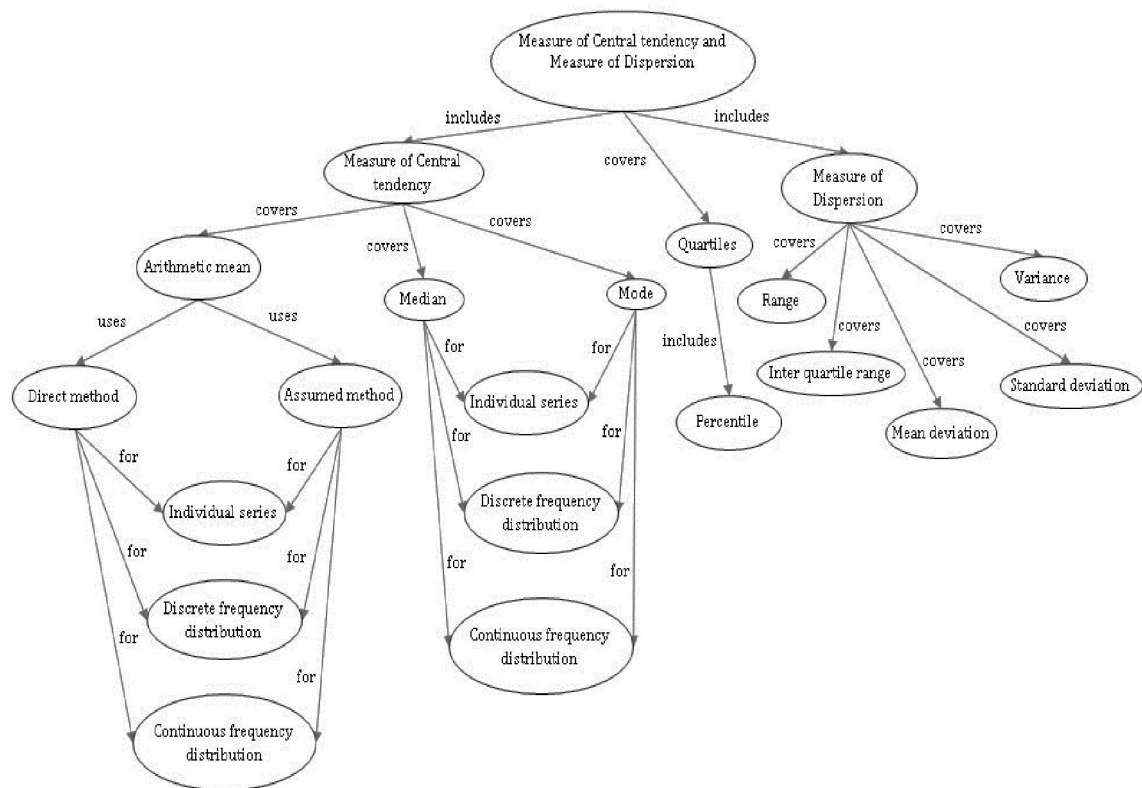 Measure of Central tendency and
Measure of Dispersion
includes
includes
covers
Measure of Central
tendency
Measure of
Dispersion
covers
covers
covers
Quartiles
covers
covers
Arithmetic mean
Median
Mode
Range
Variance
uses
uses
for
for
includes
covers
covers
covers
Direct method
Assumed method
Individual series
Percentile
Inter quartile range
Mean deviation
Standard deviation
for
for
for
for
Individual series
Discrete frequency
distribution
for
for
for
for
Discrete frequency
distribution
Continuous frequency
distribution
for
for
Continuous frequency
distribution